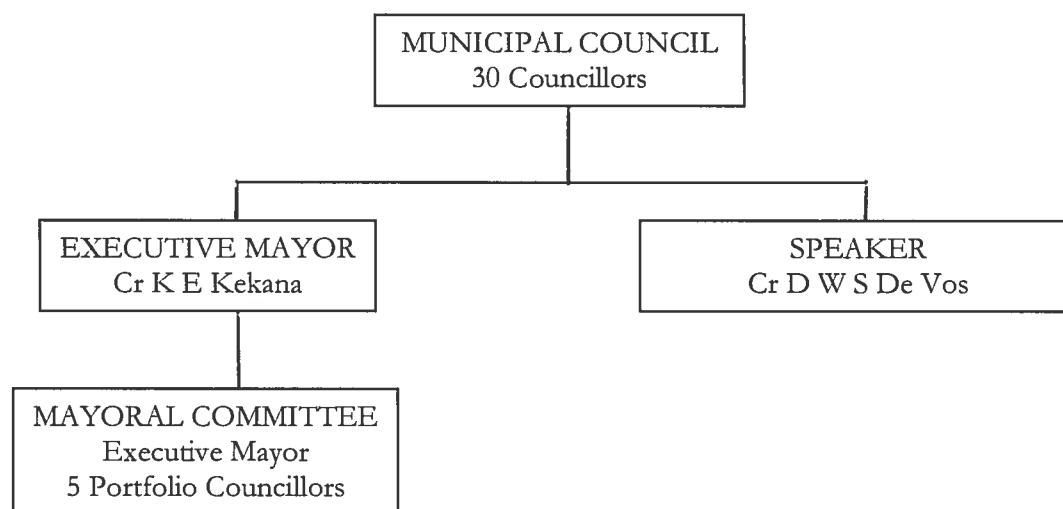 MUNICIPAL COUNCIL
30 Councillors
EXECUTIVE MAYOR
Cr K E Kekana
SPEAKER
Cr D W S De Vos
MAYORAL COMMITTEE
Executive Mayor
5 Portfolio Councillors